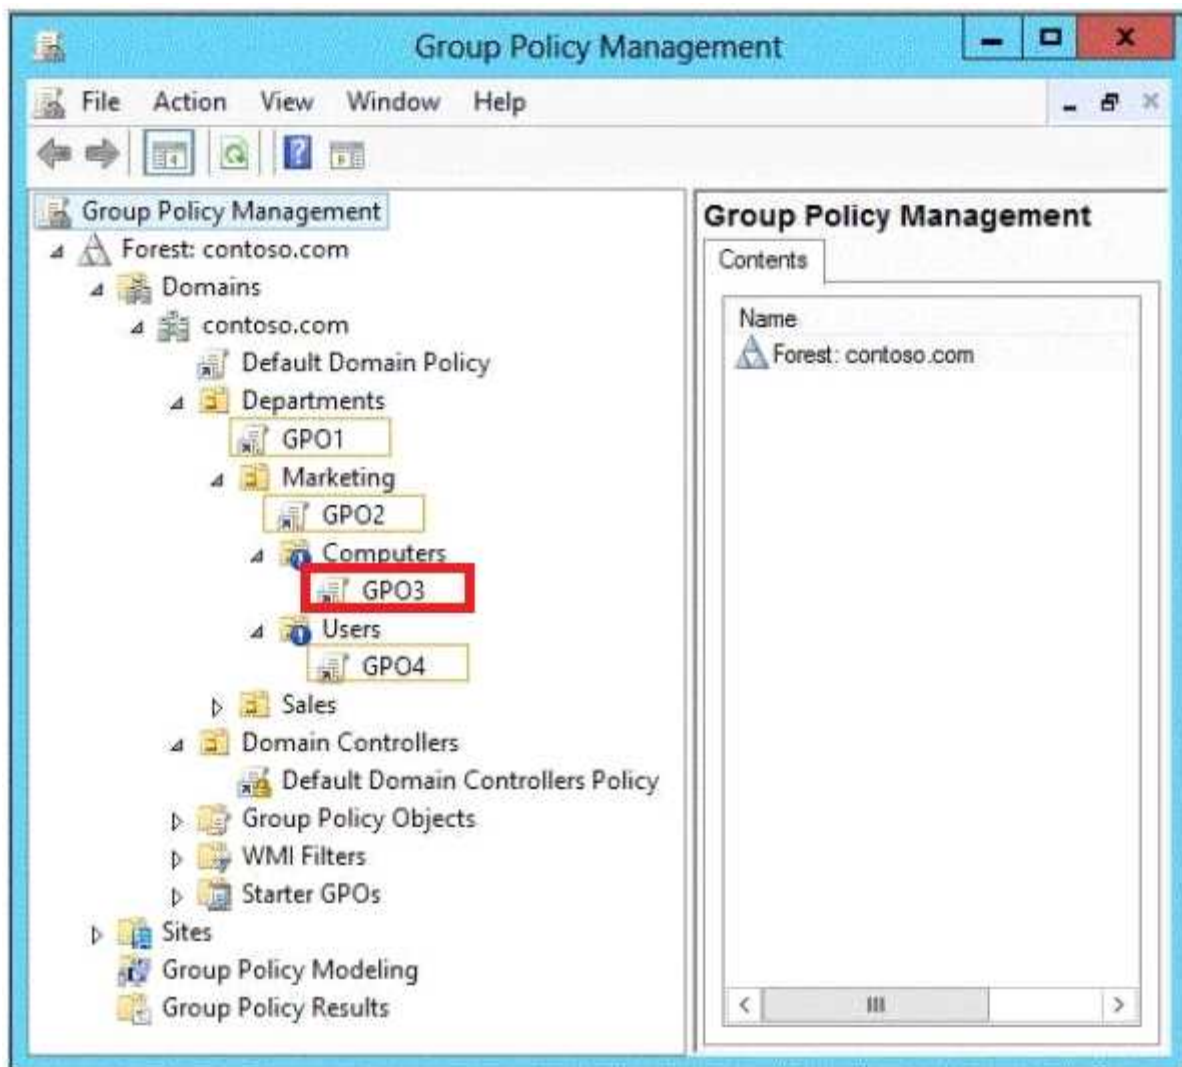 Group Policy Management
File Action View Window Help
Group Policy Management
Forest: contoso.com
Domains
contoso.com
Default Domain Policy
Departments
GPO1
Marketing
GPO2
Computers
GPO3
Users
GPO4
Sales
Domain Controllers
Default Domain Controllers Policy
Group Policy Objects
WMI Filters
Starter GPOs
Sites
Group Policy Modeling
Group Policy Results
Group Policy Management
Contents
Name
Forest: contoso.com